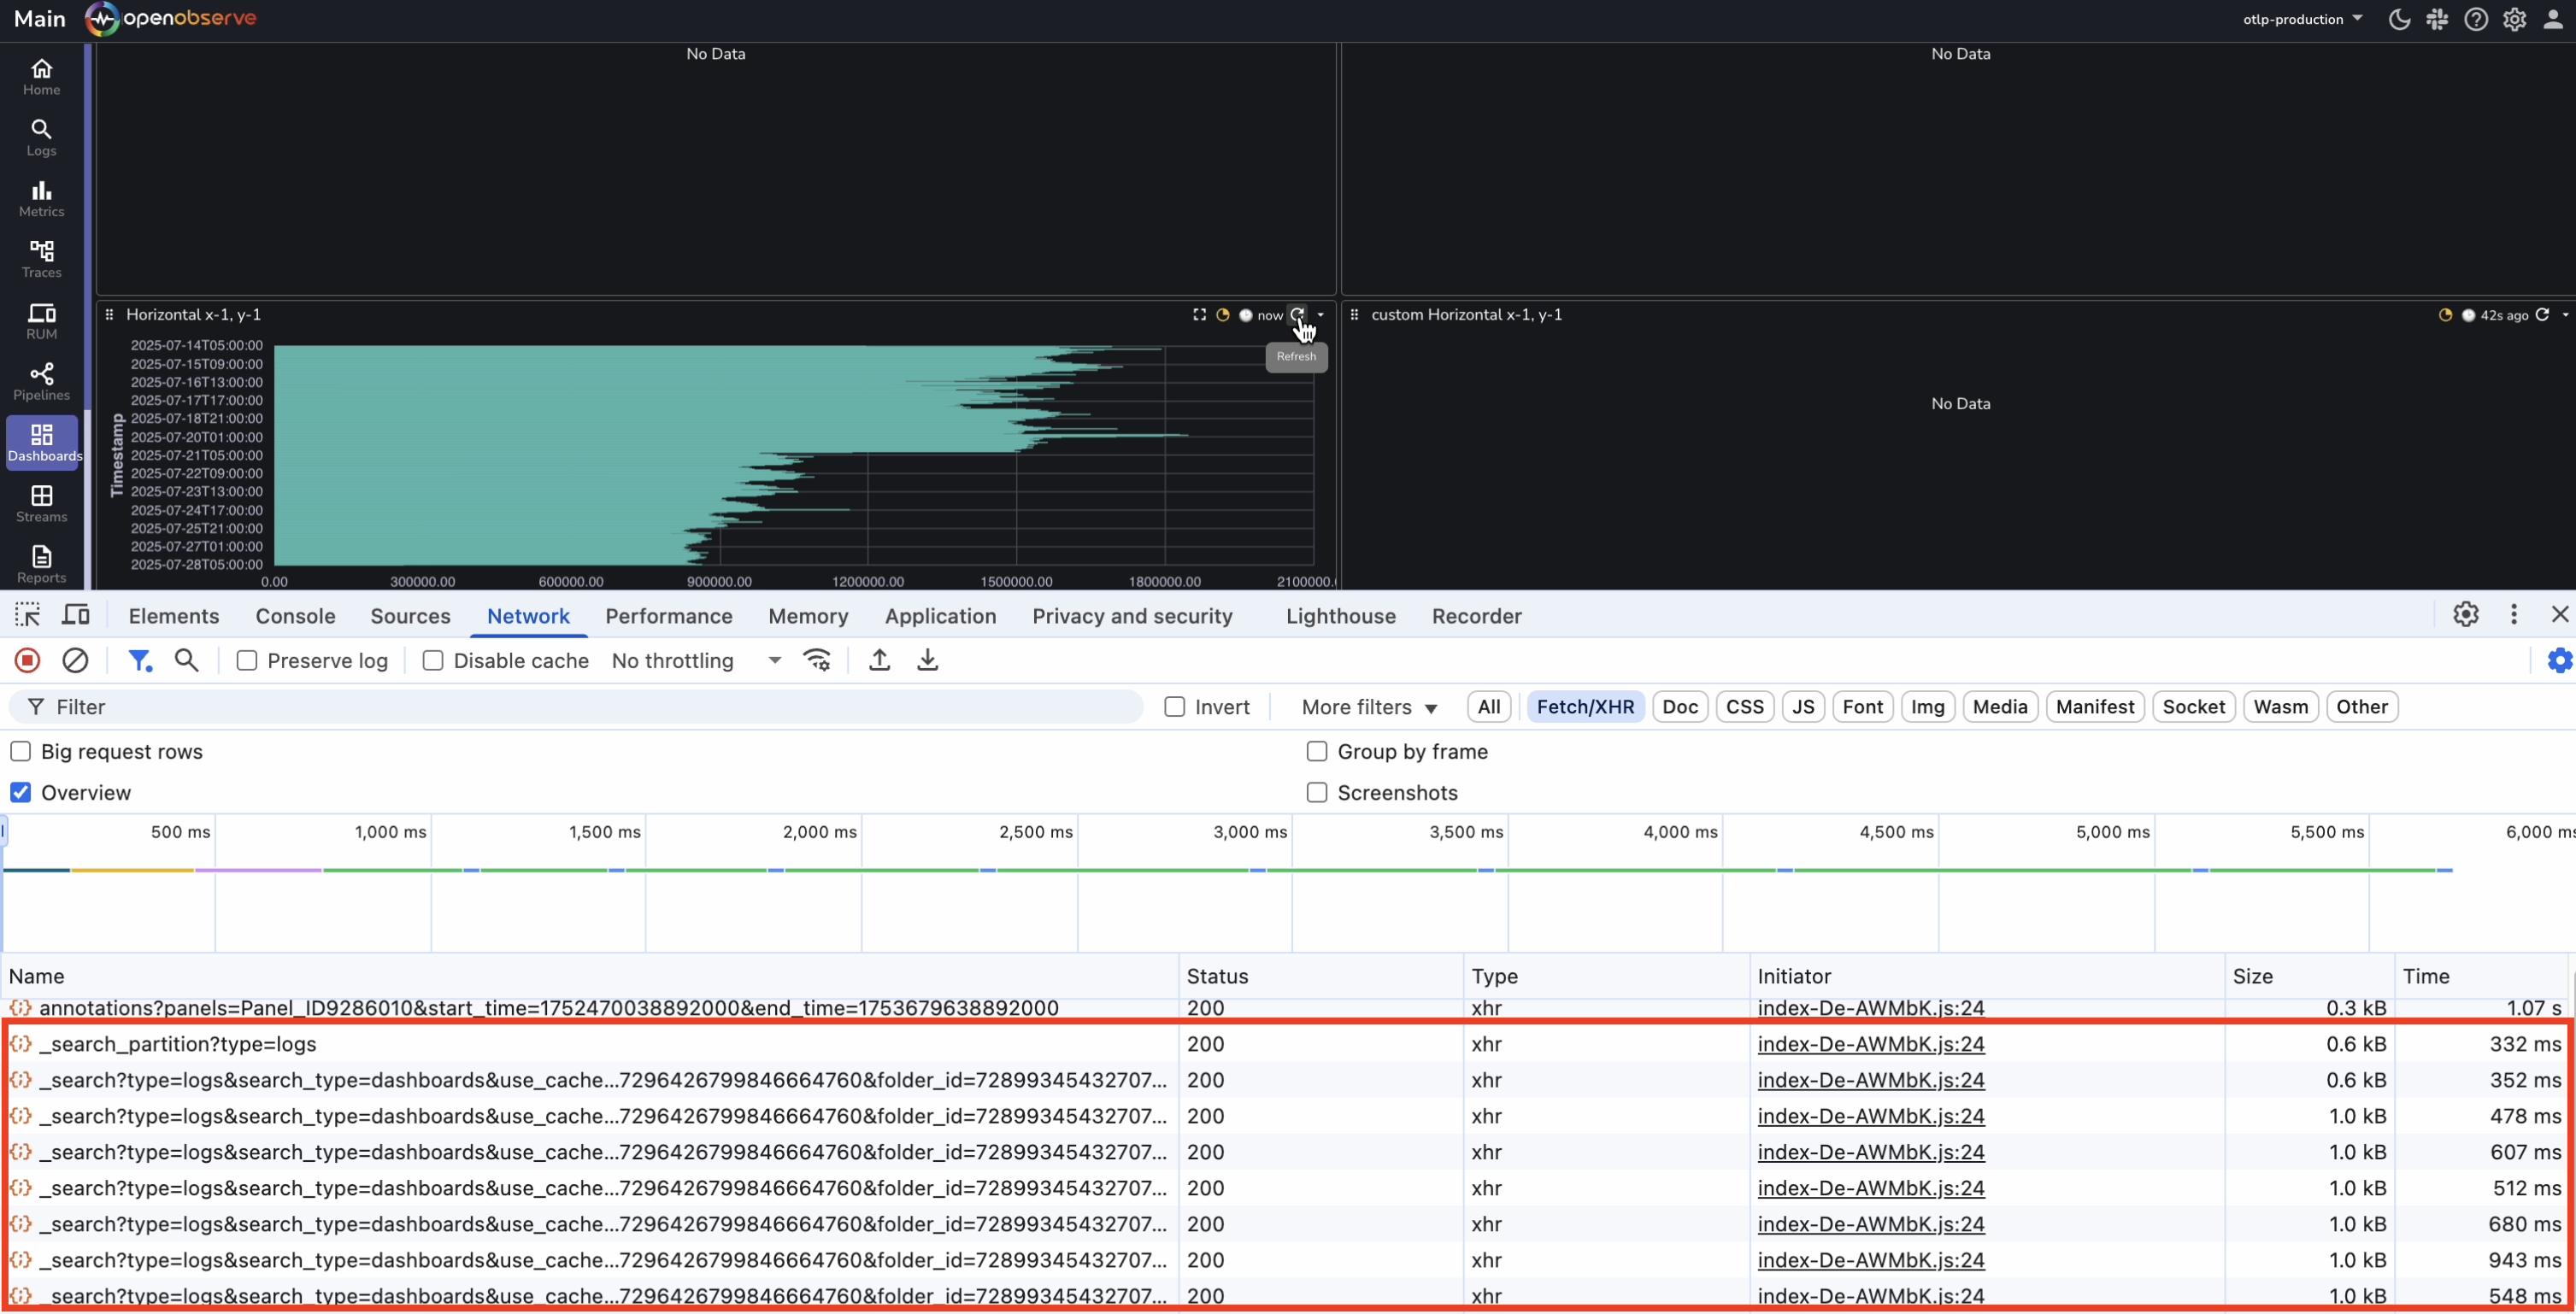 Main openobserve otlp-production
Home
Logs
Metrics
Traces
RUM
Pipelines
Dashboards
Streams
Reports
No Data
No Data
Horizontal x-1, y-1 now
Refresh
custom Horizontal x-1, y-1 42s ago
No Data
Timestamp
2025-07-14T05:00:00
2025-07-15T09:00:00
2025-07-16T13:00:00
2025-07-17T17:00:00
2025-07-18T21:00:00
2025-07-20T01:00:00
2025-07-21T05:00:00
2025-07-22T09:00:00
2025-07-23T13:00:00
2025-07-24T17:00:00
2025-07-25T21:00:00
2025-07-27T01:00:00
2025-07-28T05:00:00
0.00 300000.00 600000.00 900000.00 1200000.00 1500000.00 1800000.00 2100000.
Elements Console Sources Network Performance Memory Application Privacy and security Lighthouse Recorder
Preserve log Disable cache No throttling
Filter Invert More filters All Fetch/XHR Doc CSS JS Font Img Media Manifest Socket Wasm Other
Big request rows Group by frame
Overview Screenshots
500 ms 1,000 ms 1,500 ms 2,000 ms 2,500 ms 3,000 ms 3,500 ms 4,000 ms 4,500 ms 5,000 ms 5,500 ms 6,000 ms
Name Status Type Initiator Size Time
annotations?panels=Panel_ID9286010&start_time=1752470038892000&end_time=1753679638892000 200 xhr index-De-AWMbK.js:24 0.3 kB 1.07 s
_search_partition?type=logs 200 xhr index-De-AWMbK.js:24 0.6 kB 332 ms
_search?type=logs&search_type=dashboards&use_cache...7296426799846664760&folder_id=72899345432707... 200 xhr index-De-AWMbK.js:24 0.6 kB 352 ms
_search?type=logs&search_type=dashboards&use_cache...7296426799846664760&folder_id=72899345432707... 200 xhr index-De-AWMbK.js:24 1.0 kB 478 ms
_search?type=logs&search_type=dashboards&use_cache...7296426799846664760&folder_id=72899345432707... 200 xhr index-De-AWMbK.js:24 1.0 kB 607 ms
_search?type=logs&search_type=dashboards&use_cache...7296426799846664760&folder_id=72899345432707... 200 xhr index-De-AWMbK.js:24 1.0 kB 512 ms
_search?type=logs&search_type=dashboards&use_cache...7296426799846664760&folder_id=72899345432707... 200 xhr index-De-AWMbK.js:24 1.0 kB 680 ms
_search?type=logs&search_type=dashboards&use_cache...7296426799846664760&folder_id=72899345432707... 200 xhr index-De-AWMbK.js:24 1.0 kB 943 ms
_search?type=logs&search_type=dashboards&use_cache...7296426799846664760&folder_id=72899345432707... 200 xhr index-De-AWMbK.js:24 1.0 kB 548 ms